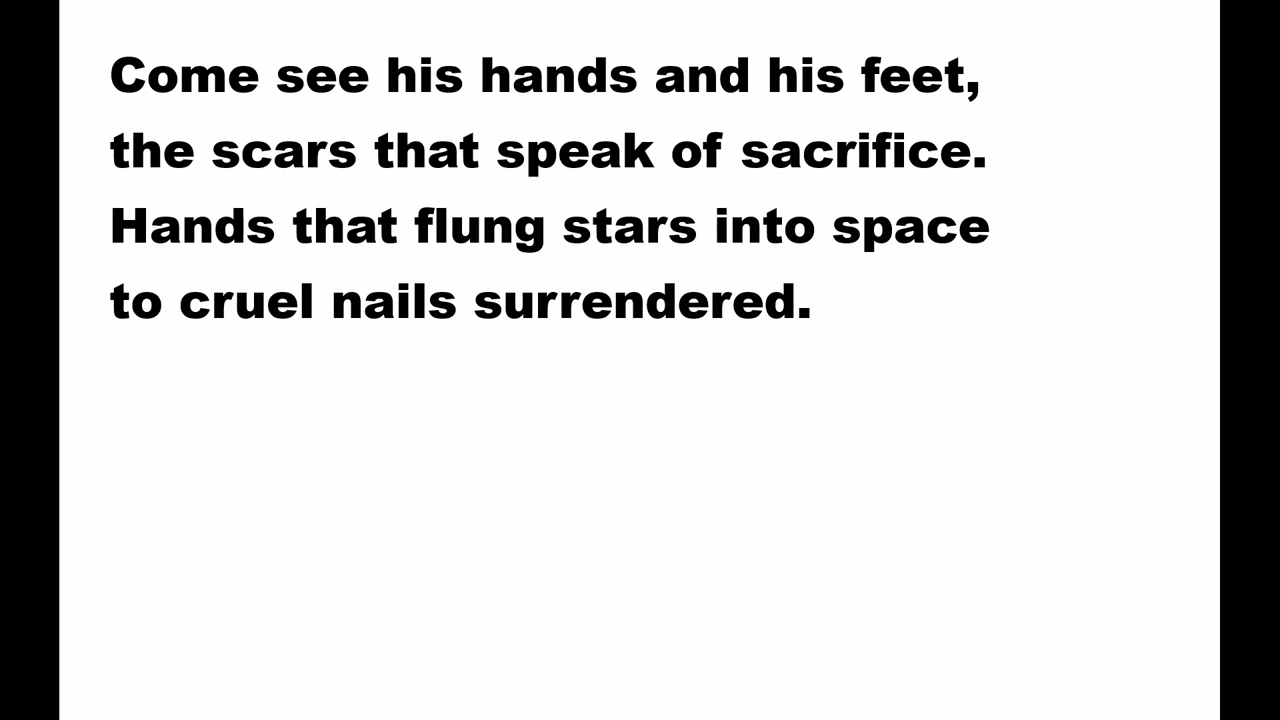 Come see his hands and his feet,
the scars that speak of sacrifice.
Hands that flung stars into space
to cruel nails surrendered.